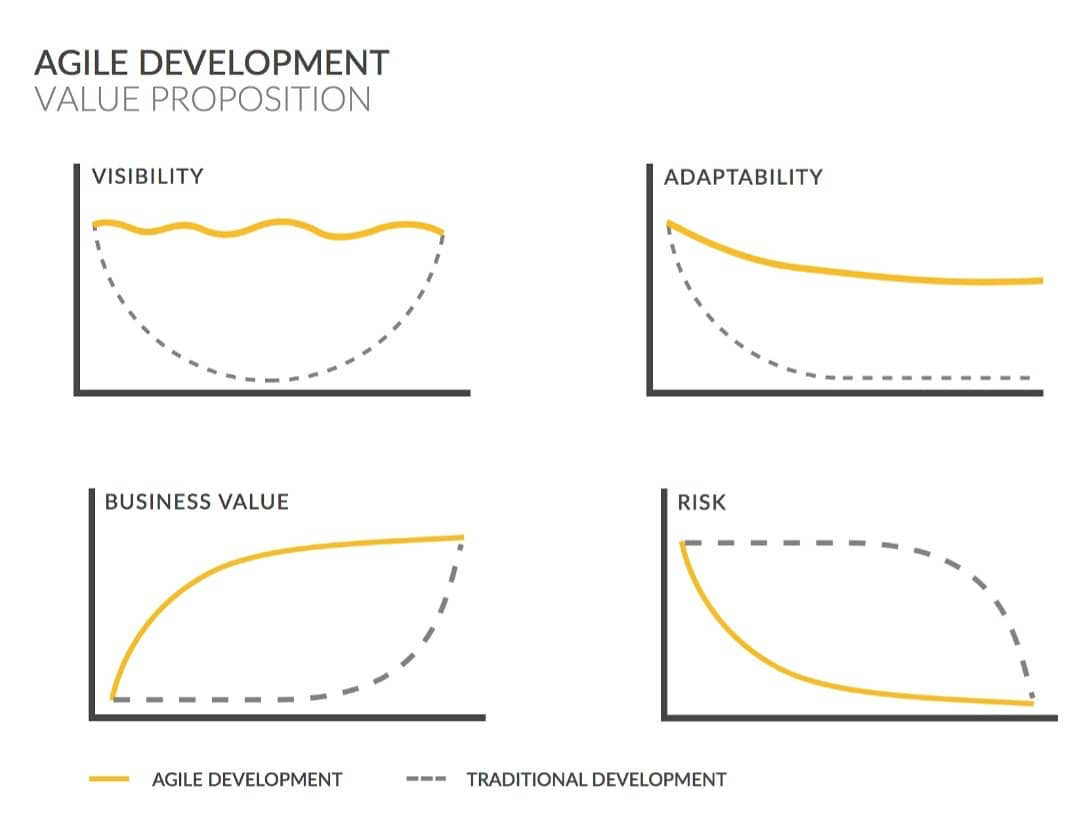 AGILE DEVELOPMENT
VALUE PROPOSITION
VISIBILITY
ADAPTABILITY
BUSINESS VALUE
RISK
AGILE DEVELOPMENT
TRADITIONAL DEVELOPMENT